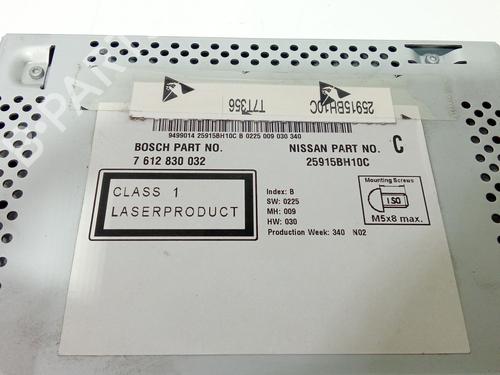 T77T356
25915BH10C
9499014 25915BH10C B 0225 009 030 340
BOSCH PART NO.
7 612 830 032
NISSAN PART NO.
25915BH10C
C
CLASS 1
LASERPRODUCT
Index: B
SW: 0225
MH: 009
HW: 030
Production Week: 340 N02
Mounting Screws
ISO
M5x8 max.